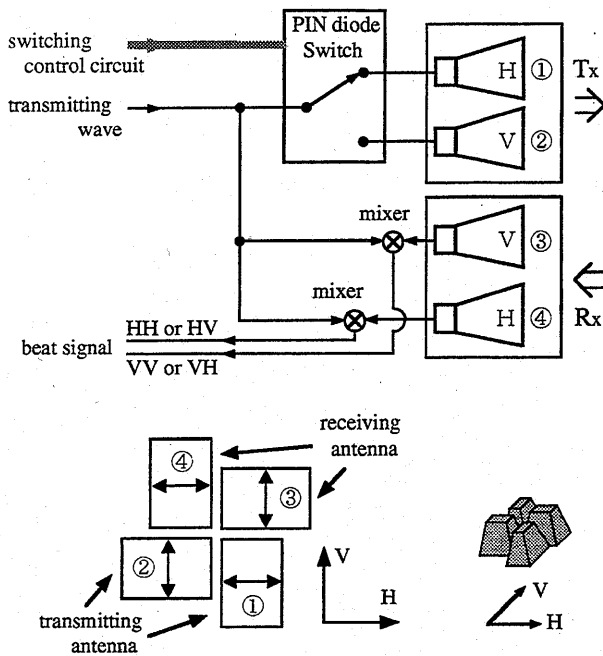 PIN diode
Switch
switching
control circuit
transmitting
wave
H ①
V ②
Tx
mixer
V ③
mixer
H ④
Rx
HH or HV
beat signal
VV or VH
receiving
antenna
④
③
②
①
V
H
transmitting
antenna
V
H